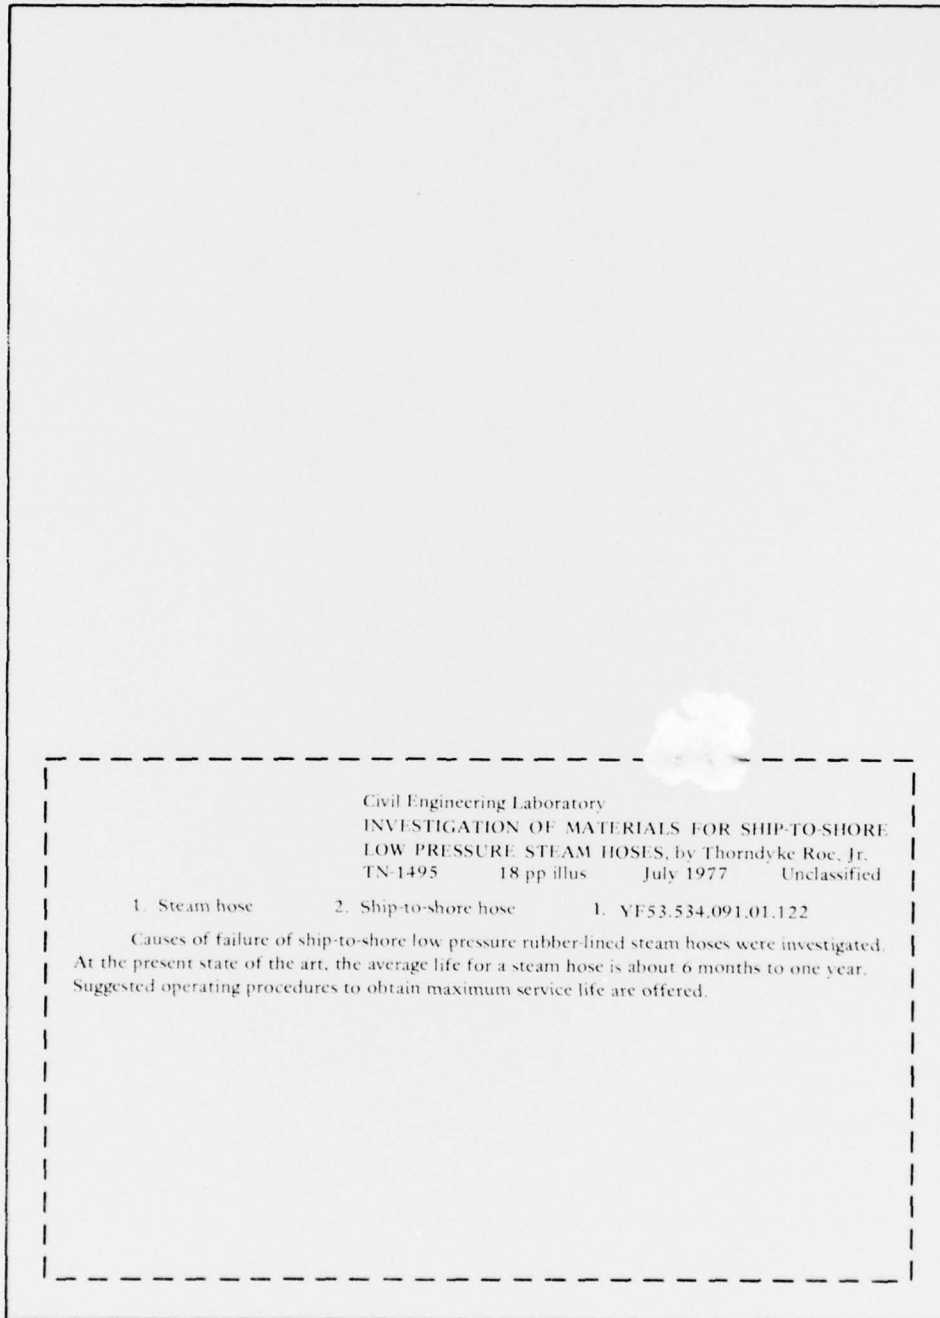 Civil Engineering Laboratory
INVESTIGATION OF MATERIALS FOR SHIP-TO-SHORE
LOW PRESSURE STEAM HOSES, by Thorndyke Roe, Jr.
TN-1495 18 pp illus July 1977 Unclassified
1. Steam hose 2. Ship-to-shore hose 1. YF53.534.091.01.122
Causes of failure of ship-to-shore low pressure rubber-lined steam hoses were investigated.
At the present state of the art, the average life for a steam hose is about 6 months to one year.
Suggested operating procedures to obtain maximum service life are offered.